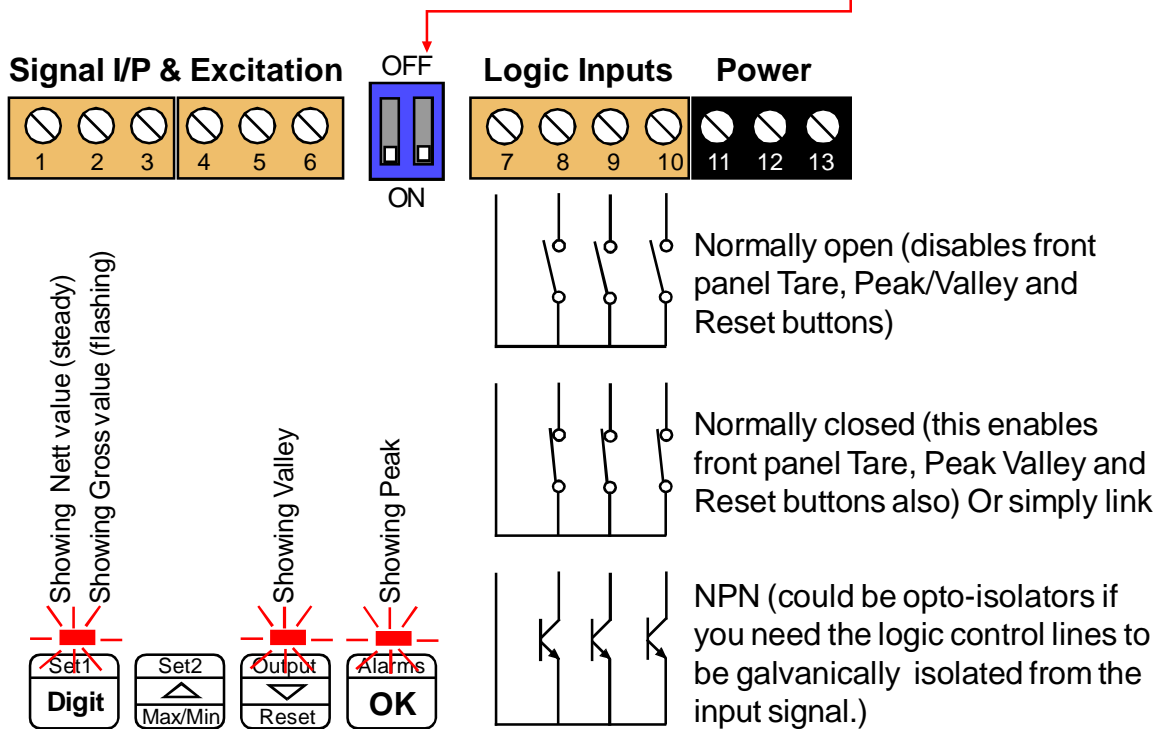 Signal I/P & Excitation
OFF
Logic Inputs
Power
1 2 3 4 5 6
7 8 9 10 11 12 13
ON
Normally open (disables front
panel Tare, Peak/Valley and
Reset buttons)
Normally closed (this enables
front panel Tare, Peak Valley and
Reset buttons also) Or simply link
NPN (could be opto-isolators if
you need the logic control lines to
be galvanically isolated from the
input signal.)
Showing Nett value (steady)
Showing Gross value (flashing)
Showing Valley
Showing Peak
Set1
Digit
Set2
Max/Min
Output
Reset
Alarms
OK